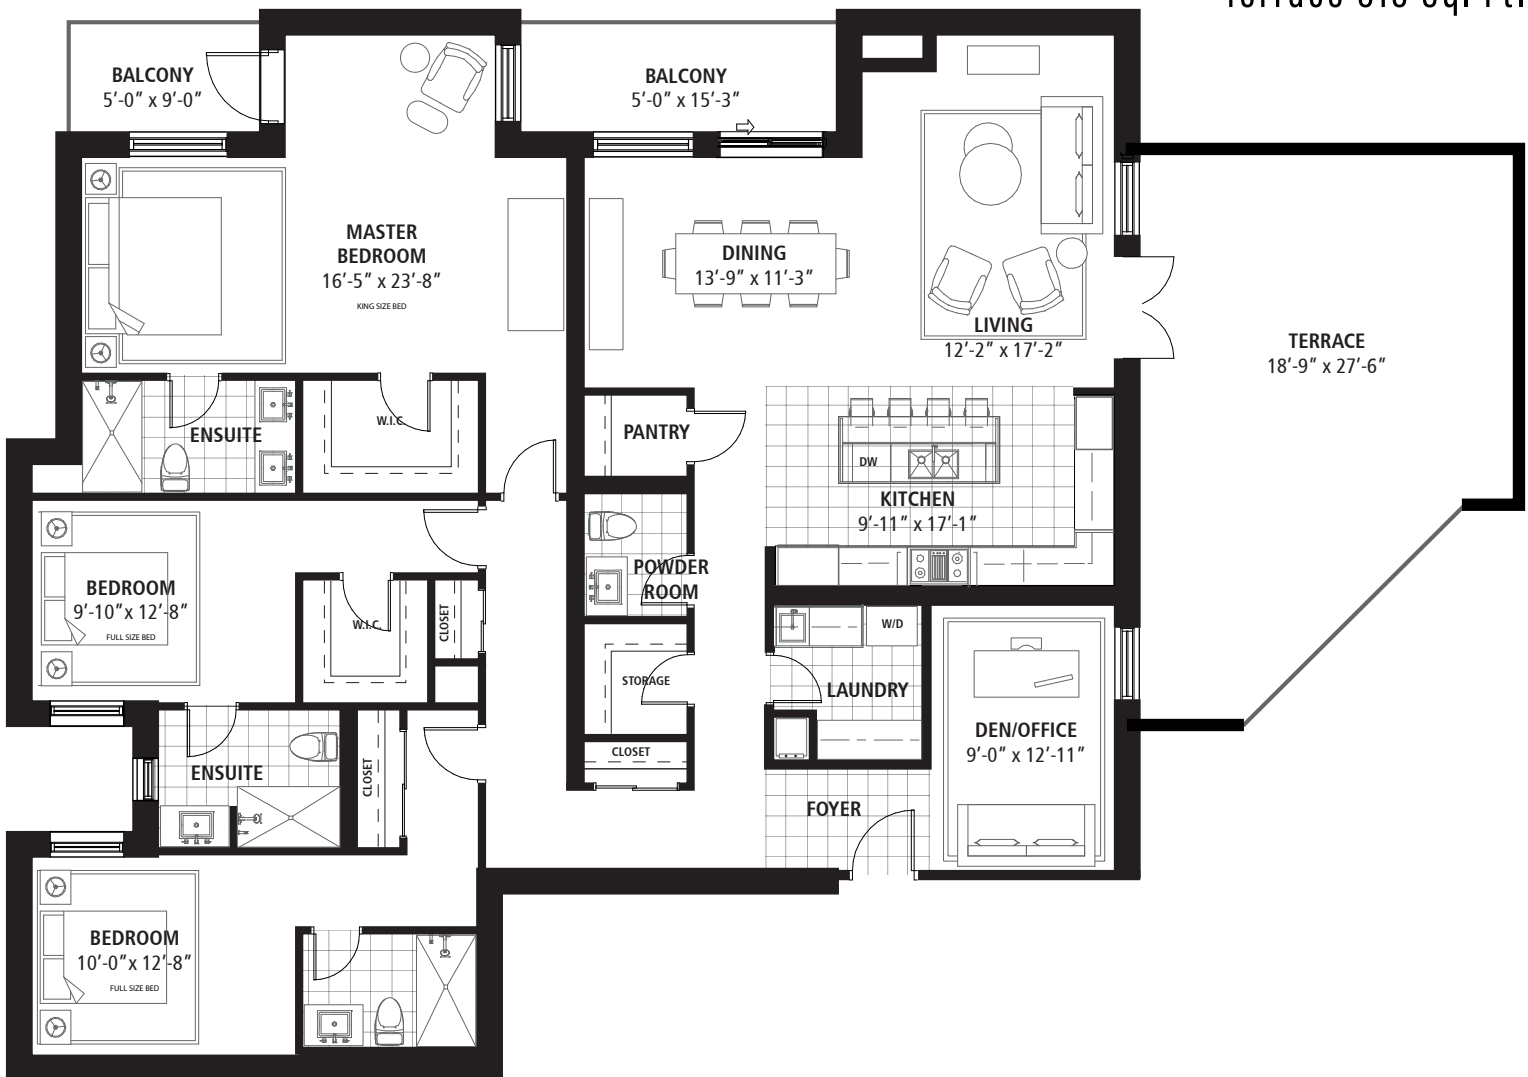 BALCONY
5'-0" x 9'-0"
BALCONY
5'-0" x 15'-3"
MASTER
BEDROOM
16'-5" x 23'-8"
KING SIZE BED
DINING
13'-9" x 11'-3"
LIVING
12'-2" x 17'-2"
TERRACE
18'-9" x 27'-6"
ENSUITE
W.I.C.
PANTRY
DW
KITCHEN
9'-11" x 17'-1"
BEDROOM
9'-10" x 12'-8"
FULL SIZE BED
W.I.C.
CLOSET
POWDER
ROOM
STORAGE
CLOSET
W/D
LAUNDRY
DEN/OFFICE
9'-0" x 12'-11"
ENSUITE
CLOSET
FOYER
BEDROOM
10'-0" x 12'-8"
FULL SIZE BED